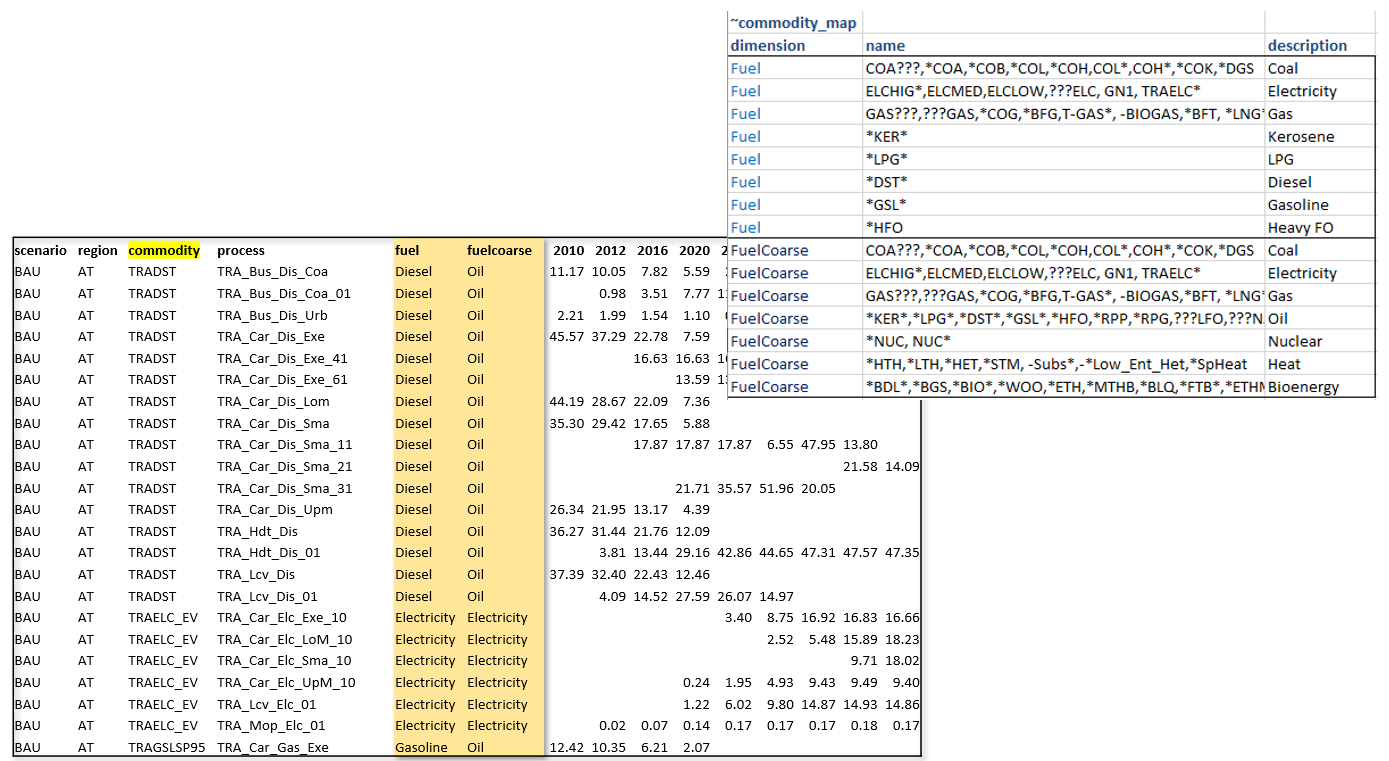 ~commodity_map
dimension name description
Fuel COA???,*COA,*COB,*COL,*COH,COL*,COH*,*COK,*DGS Coal
Fuel ELCHIG*,ELCMED,ELCLOW,???ELC, GN1, TRAELC* Electricity
Fuel GAS???,???GAS,*COG,*BFG,T-GAS*, -BIOGAS,*BFT, *LNG* Gas
Fuel *KER* Kerosene
Fuel *LPG* LPG
Fuel *DST* Diesel
Fuel *GSL* Gasoline
Fuel *HFO Heavy FO
FuelCoarse COA???,*COA,*COB,*COL,*COH,COL*,COH*,*COK,*DGS Coal
FuelCoarse ELCHIG*,ELCMED,ELCLOW,???ELC, GN1, TRAELC* Electricity
FuelCoarse GAS???,???GAS,*COG,*BFG,T-GAS*, -BIOGAS,*BFT, *LNG* Gas
FuelCoarse *KER*,*LPG*,*DST*,*GSL*,*HFO,*RPP,*RPG,???LFO,???N Oil
FuelCoarse *NUC, NUC* Nuclear
FuelCoarse *HTH,*LTH,*HET,*STM, -Subs*,-*Low_Ent_Het,*SpHeat Heat
FuelCoarse *BDL*,*BGS,*BIO*,*WOO,*ETH,*MTHB,*BLQ,*FTB*,*ETHM Bioenergy
scenario region commodity process fuel fuelcoarse 2010 2012 2016 2020
BAU AT TRADST TRA_Bus_Dis_Coa Diesel Oil 11.17 10.05 7.82 5.59
BAU AT TRADST TRA_Bus_Dis_Coa_01 Diesel Oil 0.98 3.51 7.77
BAU AT TRADST TRA_Bus_Dis_Urb Diesel Oil 2.21 1.99 1.54 1.10
BAU AT TRADST TRA_Car_Dis_Exe Diesel Oil 45.57 37.29 22.78 7.59
BAU AT TRADST TRA_Car_Dis_Exe_41 Diesel Oil 16.63 16.63
BAU AT TRADST TRA_Car_Dis_Exe_61 Diesel Oil 13.59
BAU AT TRADST TRA_Car_Dis_Lom Diesel Oil 44.19 28.67 22.09 7.36
BAU AT TRADST TRA_Car_Dis_Sma Diesel Oil 35.30 29.42 17.65 5.88
BAU AT TRADST TRA_Car_Dis_Sma_11 Diesel Oil 17.87 17.87 17.87 6.55 47.95 13.80
BAU AT TRADST TRA_Car_Dis_Sma_21 Diesel Oil 21.58 14.09
BAU AT TRADST TRA_Car_Dis_Sma_31 Diesel Oil 21.71 35.57 51.96 20.05
BAU AT TRADST TRA_Car_Dis_Upm Diesel Oil 26.34 21.95 13.17 4.39
BAU AT TRADST TRA_Hdt_Dis Diesel Oil 36.27 31.44 21.76 12.09
BAU AT TRADST TRA_Hdt_Dis_01 Diesel Oil 3.81 13.44 29.16 42.86 44.65 47.31 47.57 47.35
BAU AT TRADST TRA_Lcv_Dis Diesel Oil 37.39 32.40 22.43 12.46
BAU AT TRADST TRA_Lcv_Dis_01 Diesel Oil 4.09 14.52 27.59 26.07 14.97
BAU AT TRAELC_EV TRA_Car_Elc_Exe_10 Electricity Electricity 3.40 8.75 16.92 16.83 16.66
BAU AT TRAELC_EV TRA_Car_Elc_LoM_10 Electricity Electricity 2.52 5.48 15.89 18.23
BAU AT TRAELC_EV TRA_Car_Elc_Sma_10 Electricity Electricity 9.71 18.02
BAU AT TRAELC_EV TRA_Car_Elc_UpM_10 Electricity Electricity 0.24 1.95 4.93 9.43 9.49 9.40
BAU AT TRAELC_EV TRA_Lcv_Elc_01 Electricity Electricity 1.22 6.02 9.80 14.87 14.93 14.86
BAU AT TRAELC_EV TRA_Mop_Elc_01 Electricity Electricity 0.02 0.07 0.14 0.17 0.17 0.17 0.18 0.17
BAU AT TRAGSLSP95 TRA_Car_Gas_Exe Gasoline Oil 12.42 10.35 6.21 2.07